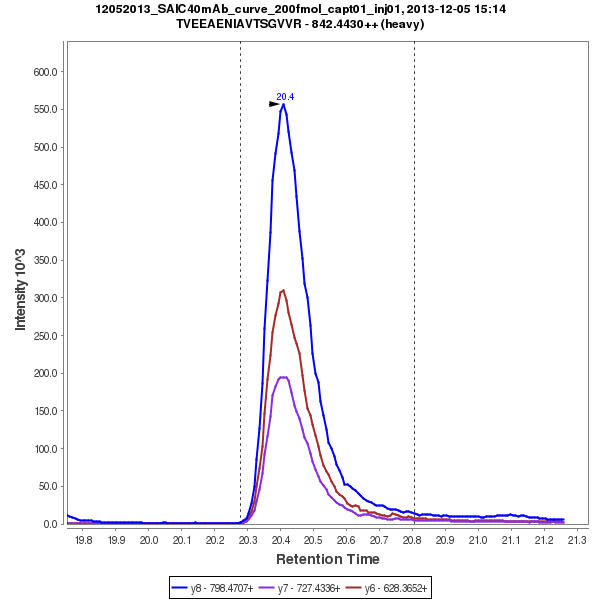 12052013_SAIC40mAb_curve_200fmol_capt01_inj01, 2013-12-05 15:14
TVEEAENIAVTSGVVR - 842.4430++ (heavy)
20.4
600.0
550.0
500.0
450.0
400.0
350.0
300.0
250.0
200.0
150.0
100.0
50.0
0.0
Intensity 10^3
19.8 19.9 20.0 20.1 20.2 20.3 20.4 20.5 20.6 20.7 20.8 20.9 21.0 21.1 21.2 21.3
Retention Time
y8 - 798.4707+ y7 - 727.4336+ y6 - 628.3652+